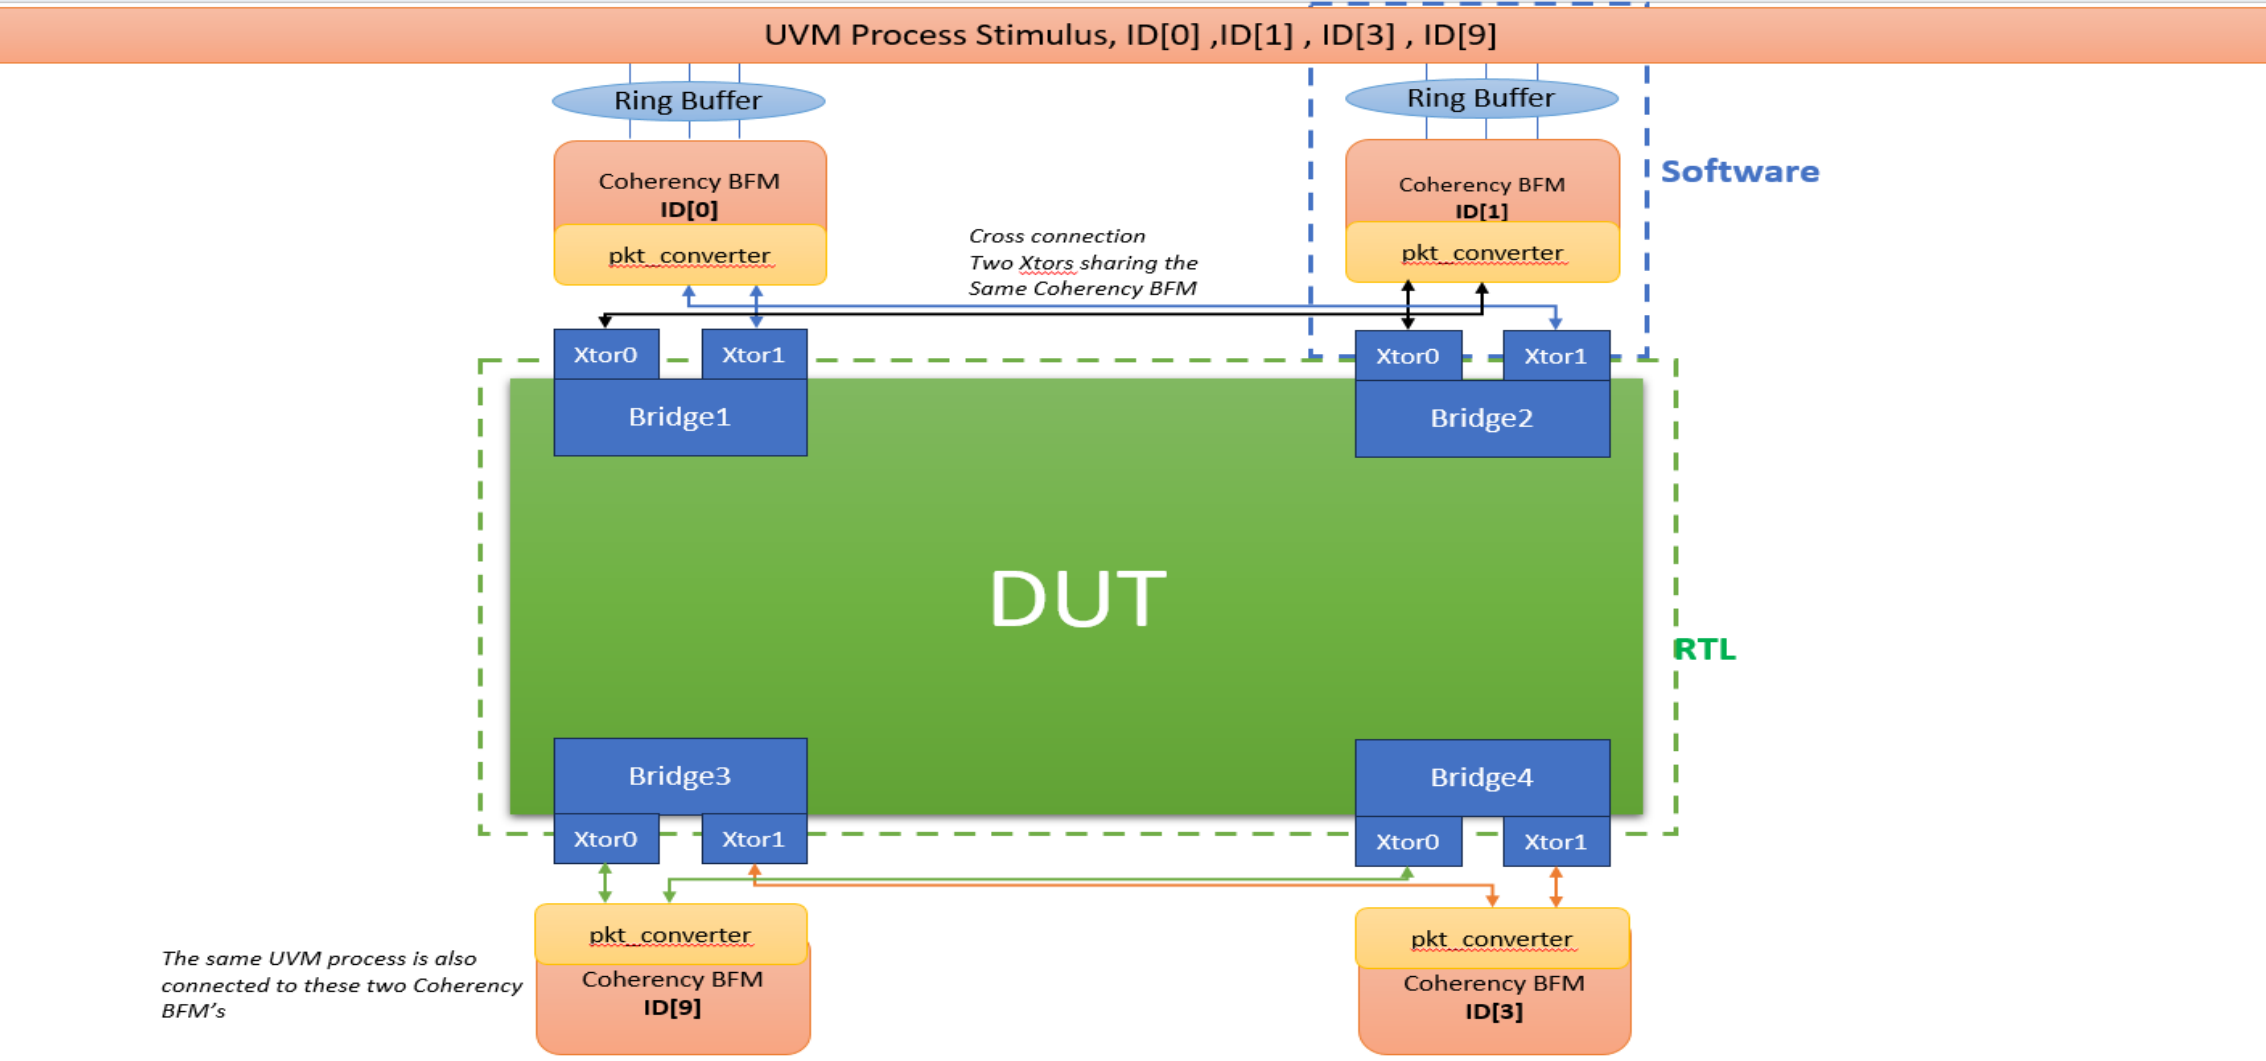 UVM Process Stimulus, ID[0] ,ID[1] , ID[3] , ID[9]
Ring Buffer
Ring Buffer
Coherency BFM
ID[0]
pkt_converter
Coherency BFM
ID[1]
pkt_converter
Software
Cross connection
Two Xtors sharing the
Same Coherency BFM
Xtor0
Xtor1
Bridge1
Xtor0
Xtor1
Bridge2
DUT
RTL
Bridge3
Xtor0
Xtor1
Bridge4
Xtor0
Xtor1
pkt_converter
Coherency BFM
ID[9]
pkt_converter
Coherency BFM
ID[3]
The same UVM process is also
connected to these two Coherency
BFM’s